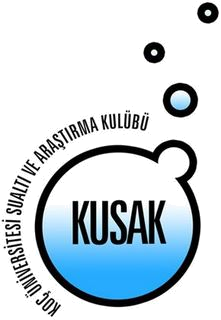 KOÇ ÜNİVERSİTESİ SUALTI VE ARAŞTIRMA KULÜBÜ
KUSAK